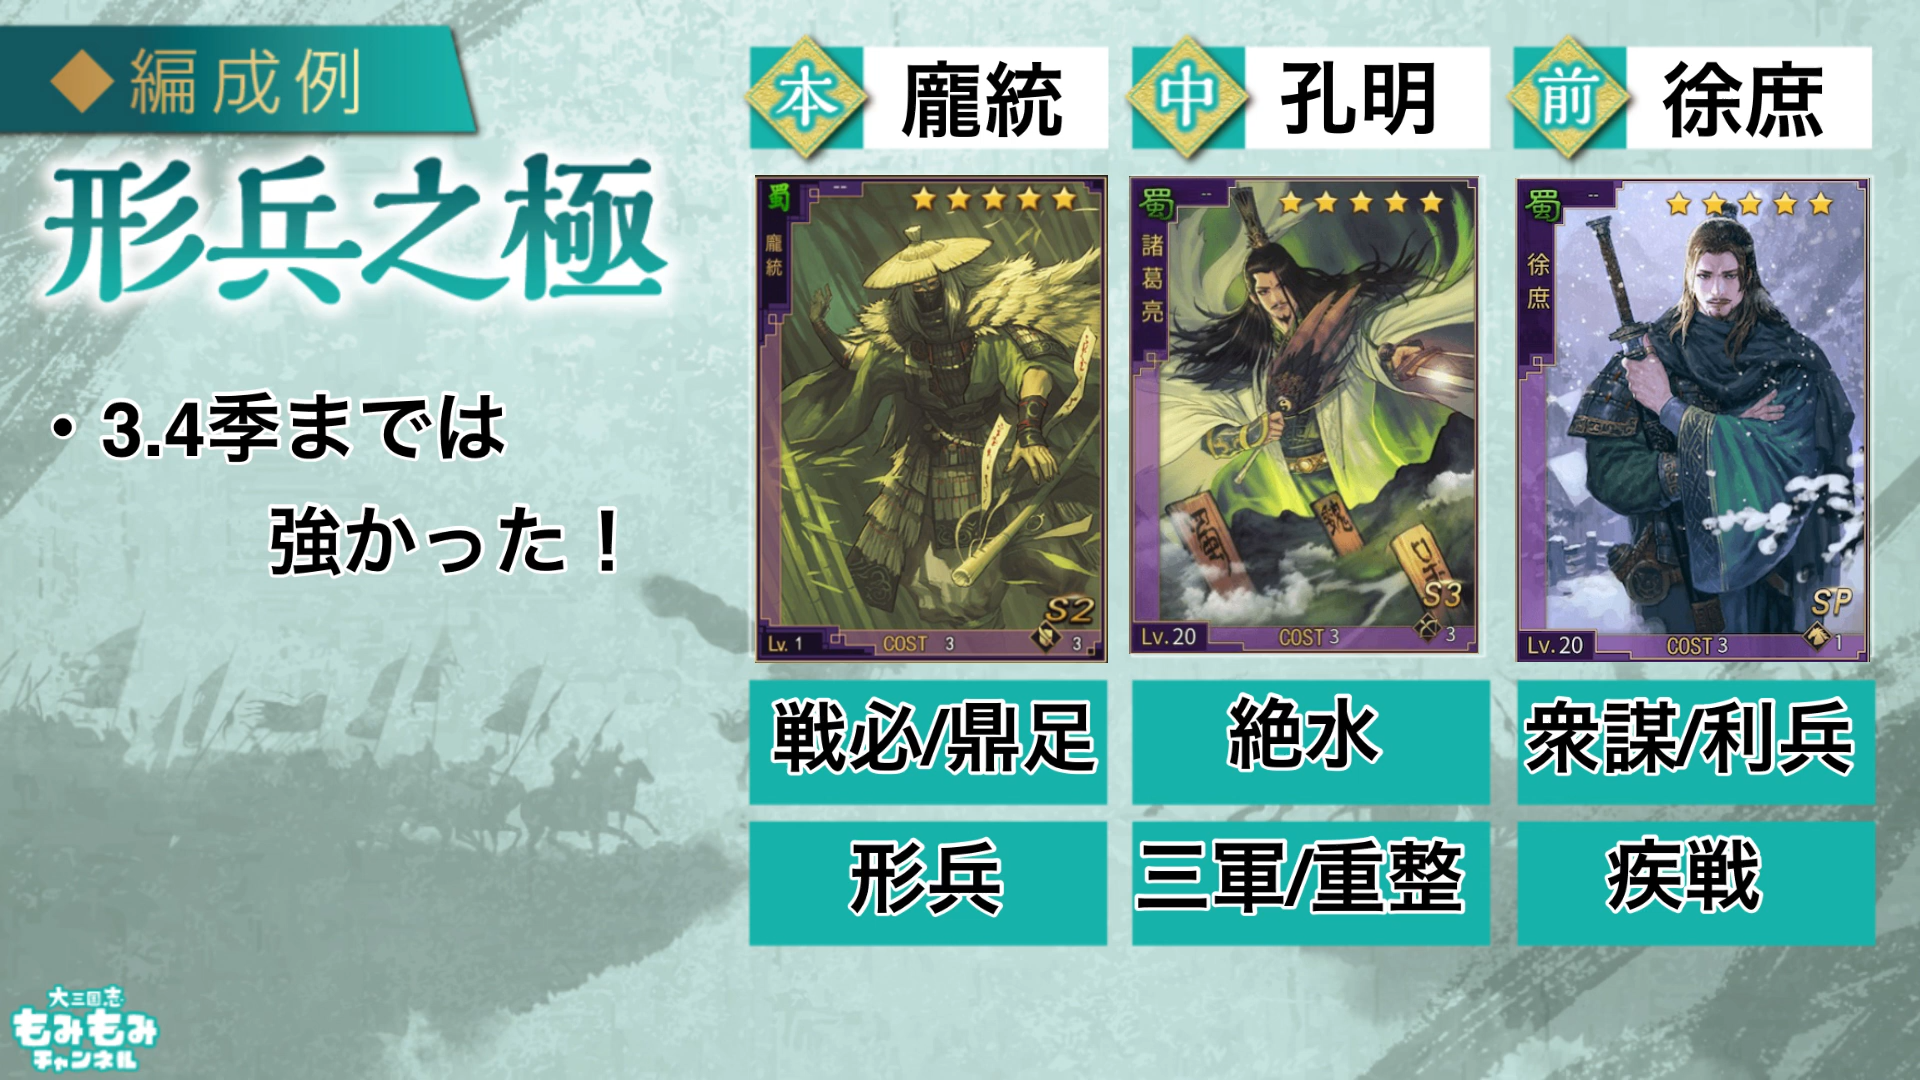 編成例
形兵之極
・3.4季までは
強かった！
本 龐統
中 孔明
前 徐庶
蜀 -- 龐統
S2
Lv. 1 COST 3 3
蜀 -- 諸葛亮
魏
S3
Lv.20 COST 3 3
蜀 -- 徐庶
SP
Lv.20 COST 3 1
戦必/鼎足
絶水
衆謀/利兵
形兵
三軍/重整
疾戦
大三国志
もみもみ
チャンネル